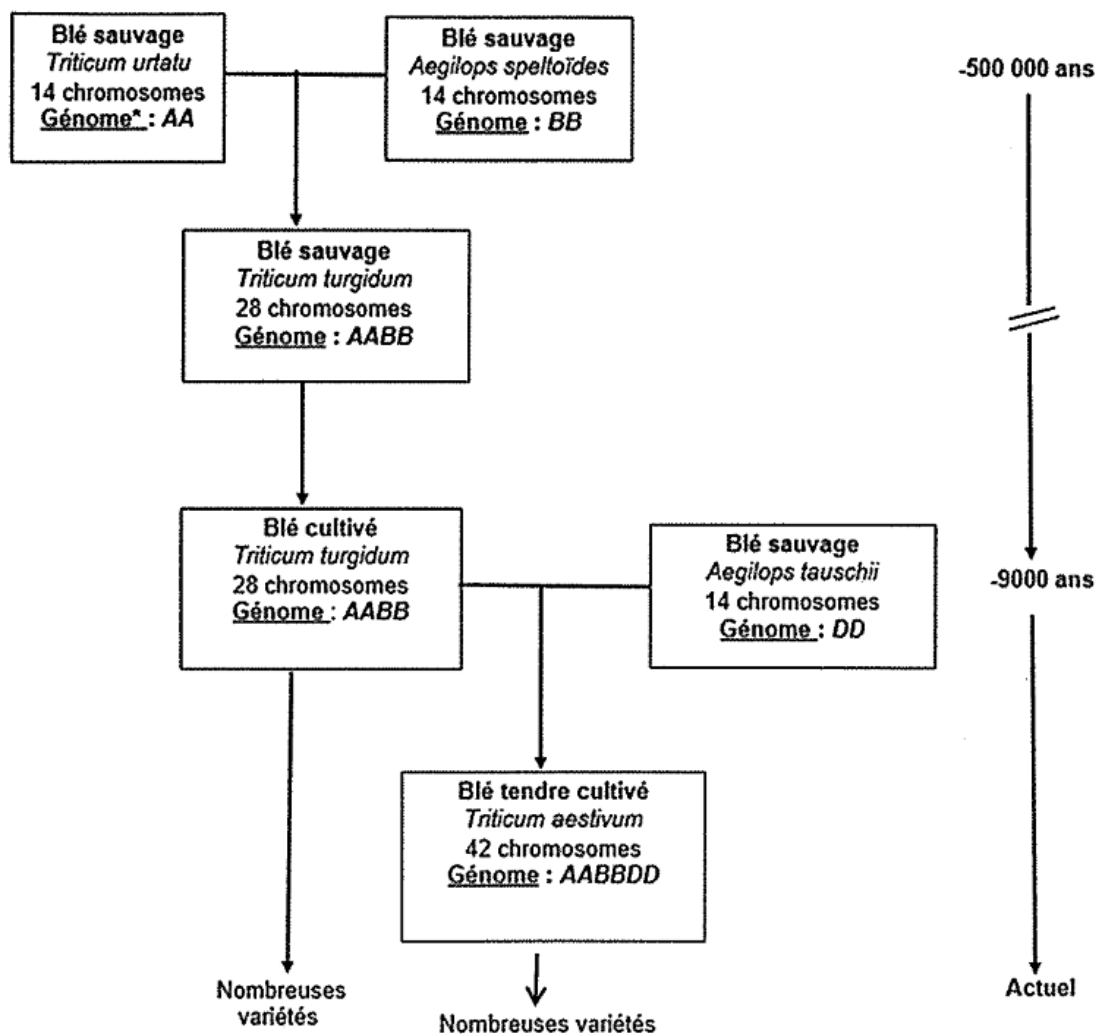 Blé sauvage
Triticum urtatu
14 chromosomes
Génome* : AA
Blé sauvage
Aegilops speltoïdes
14 chromosomes
Génome : BB
-500 000 ans
Blé sauvage
Triticum turgidum
28 chromosomes
Génome : AABB
Blé cultivé
Triticum turgidum
28 chromosomes
Génome : AABB
Blé sauvage
Aegilops tauschii
14 chromosomes
Génome : DD
-9000 ans
Blé tendre cultivé
Triticum aestivum
42 chromosomes
Génome : AABBDD
Nombreuses
variétés
Nombreuses variétés
Actuel